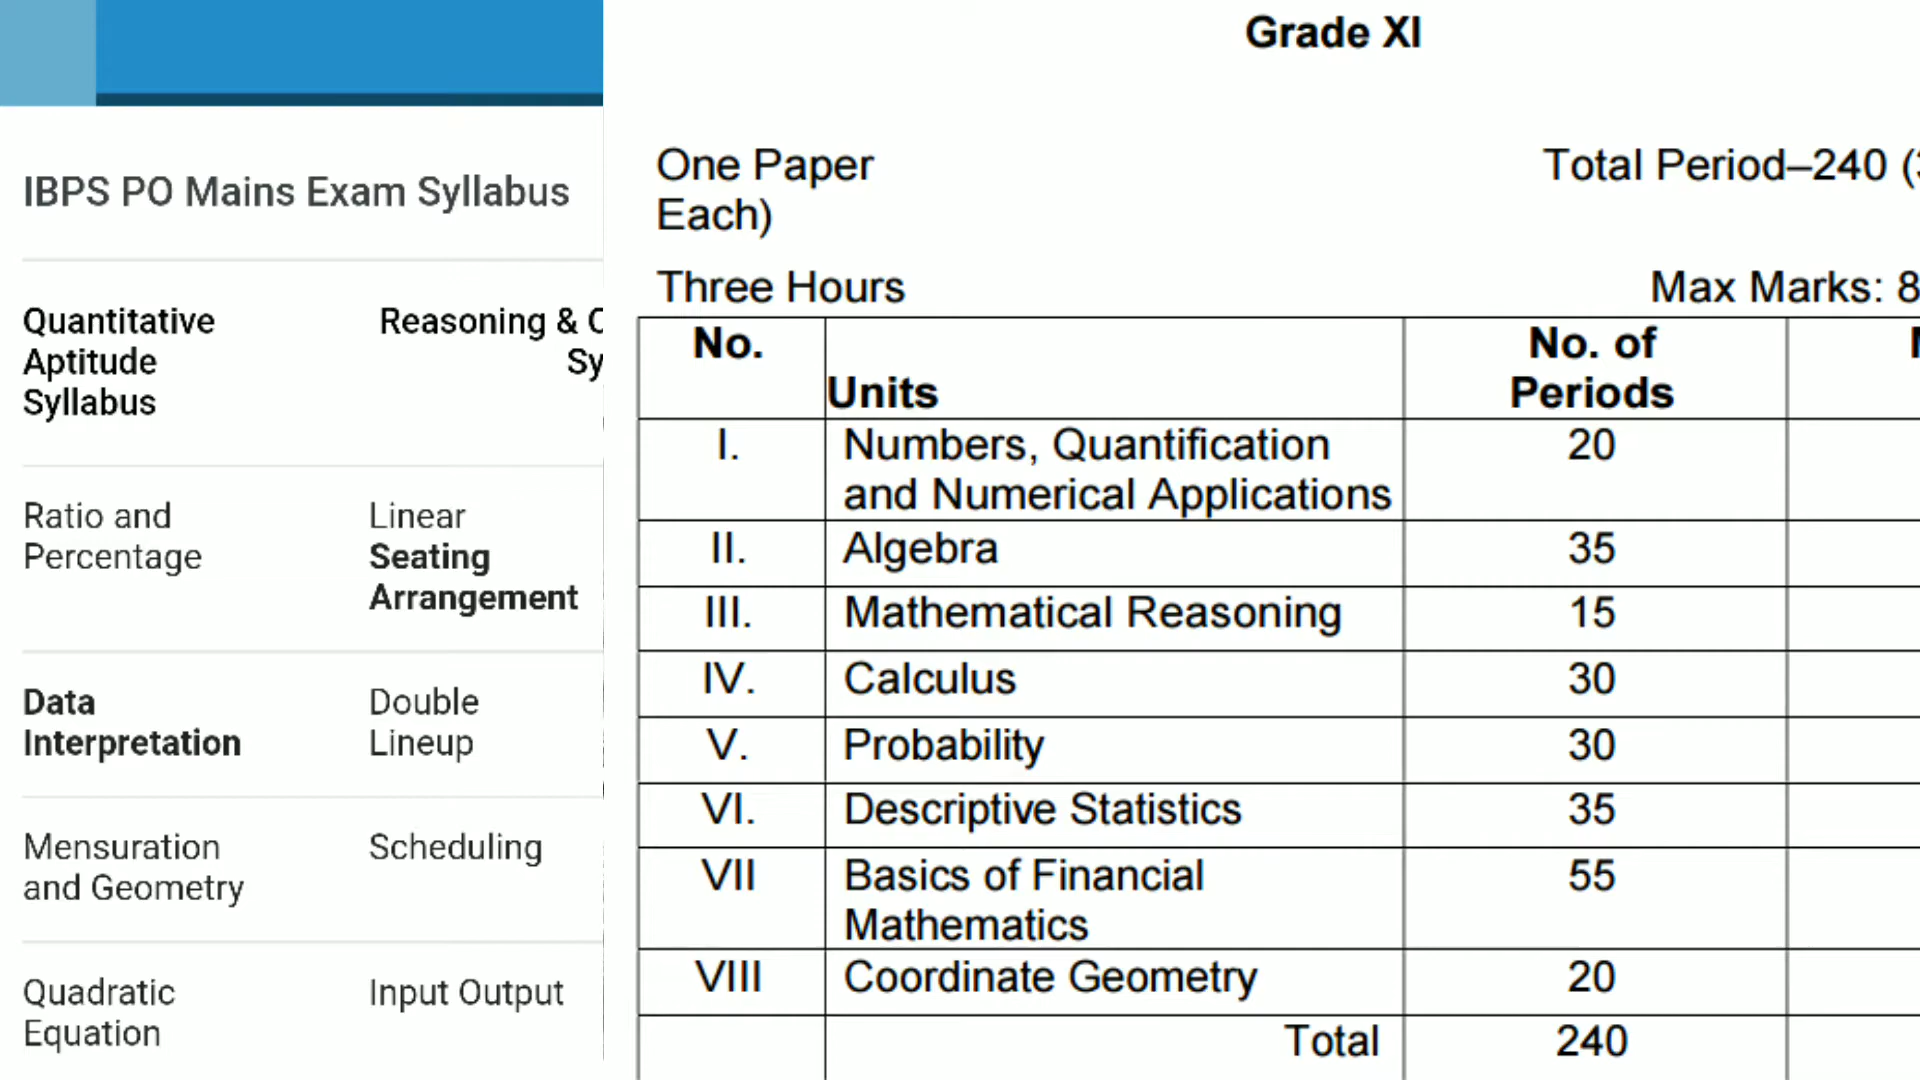 IBPS PO Mains Exam Syllabus
Quantitative
Aptitude
Syllabus
Reasoning &
Ratio and
Percentage
Linear
Seating
Arrangement
Data
Interpretation
Double
Lineup
Mensuration
and Geometry
Scheduling
Quadratic
Equation
Input Output
Grade XI
One Paper
Each)
Total Period–240
Three Hours
Max Marks:
No.
Units
No. of
Periods
I.
Numbers, Quantification
and Numerical Applications
20
II.
Algebra
35
III.
Mathematical Reasoning
15
IV.
Calculus
30
V.
Probability
30
VI.
Descriptive Statistics
35
VII
Basics of Financial
Mathematics
55
VIII
Coordinate Geometry
20
Total
240